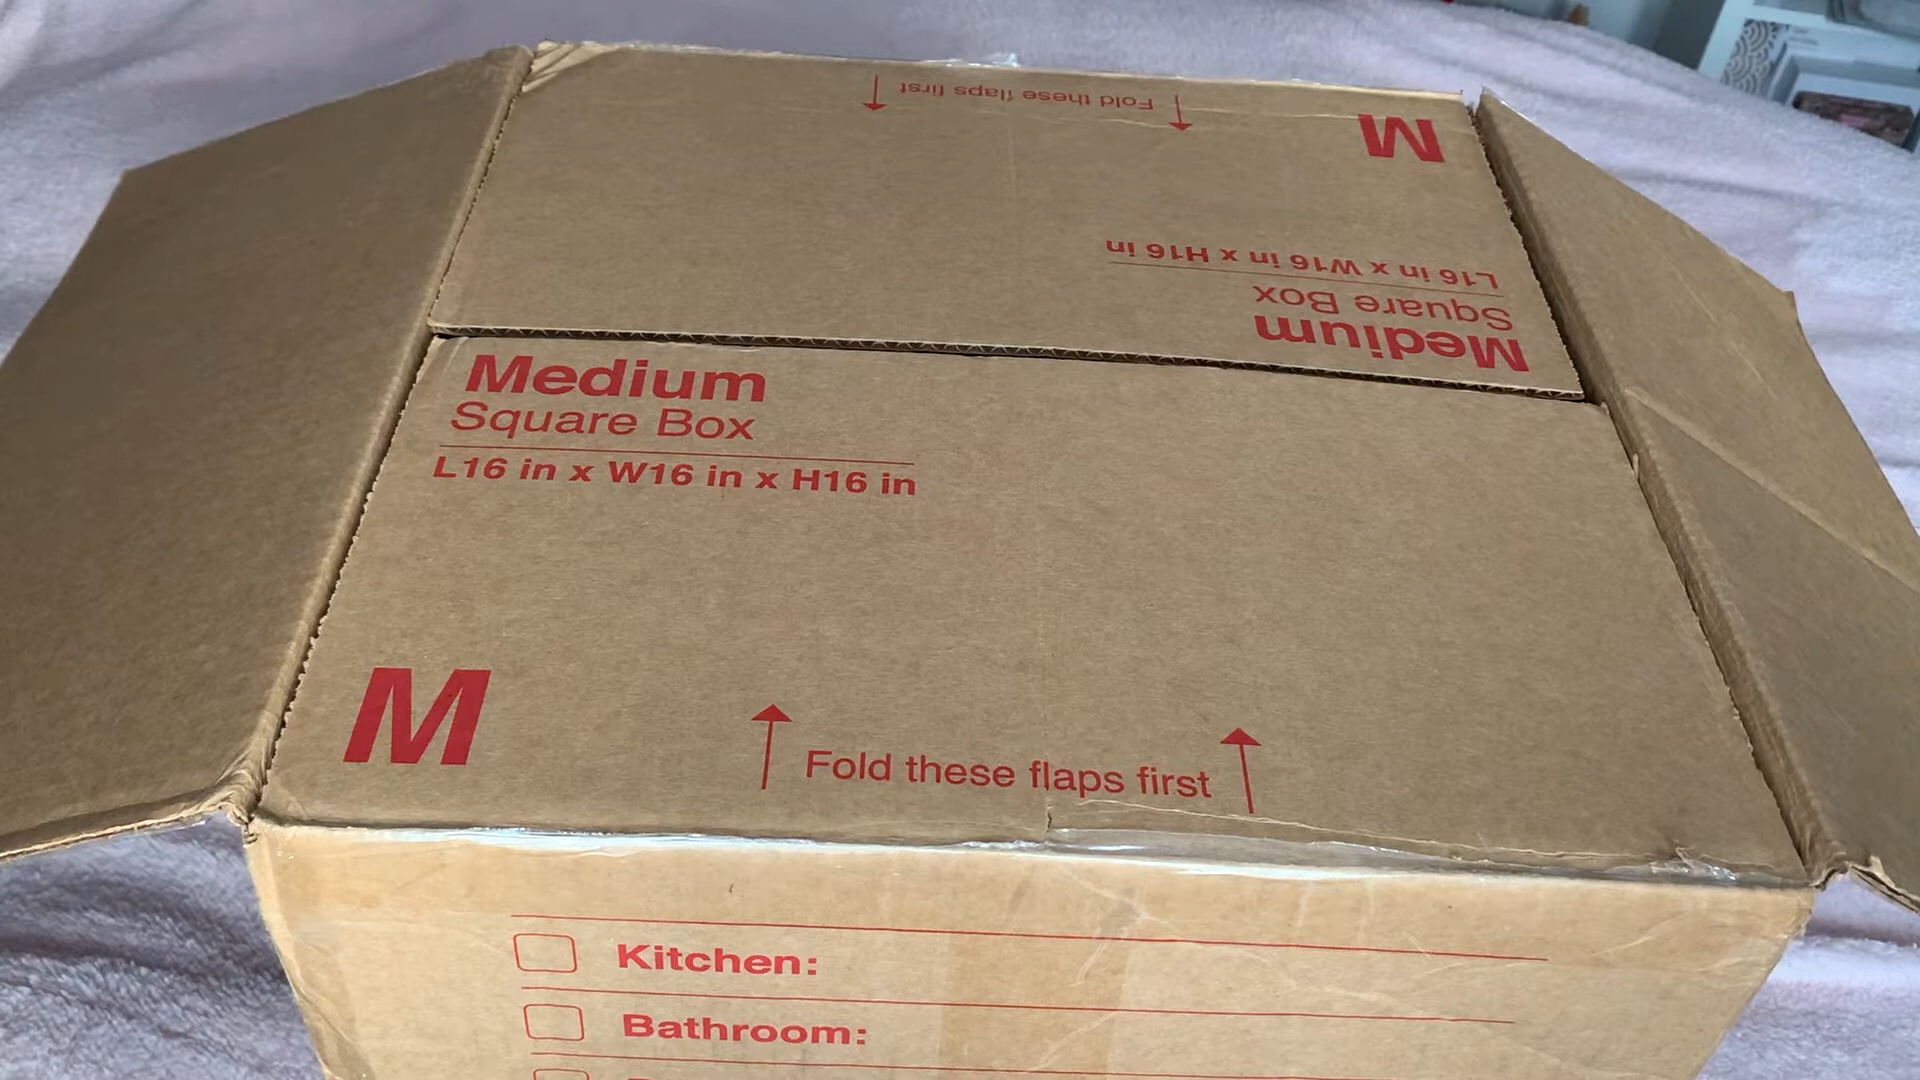 Fold these flaps first
M
L16 in x W16 in x H16 in
Square Box
Medium
Medium
Square Box
L16 in x W16 in x H16 in
M
Fold these flaps first
Kitchen:
Bathroom: